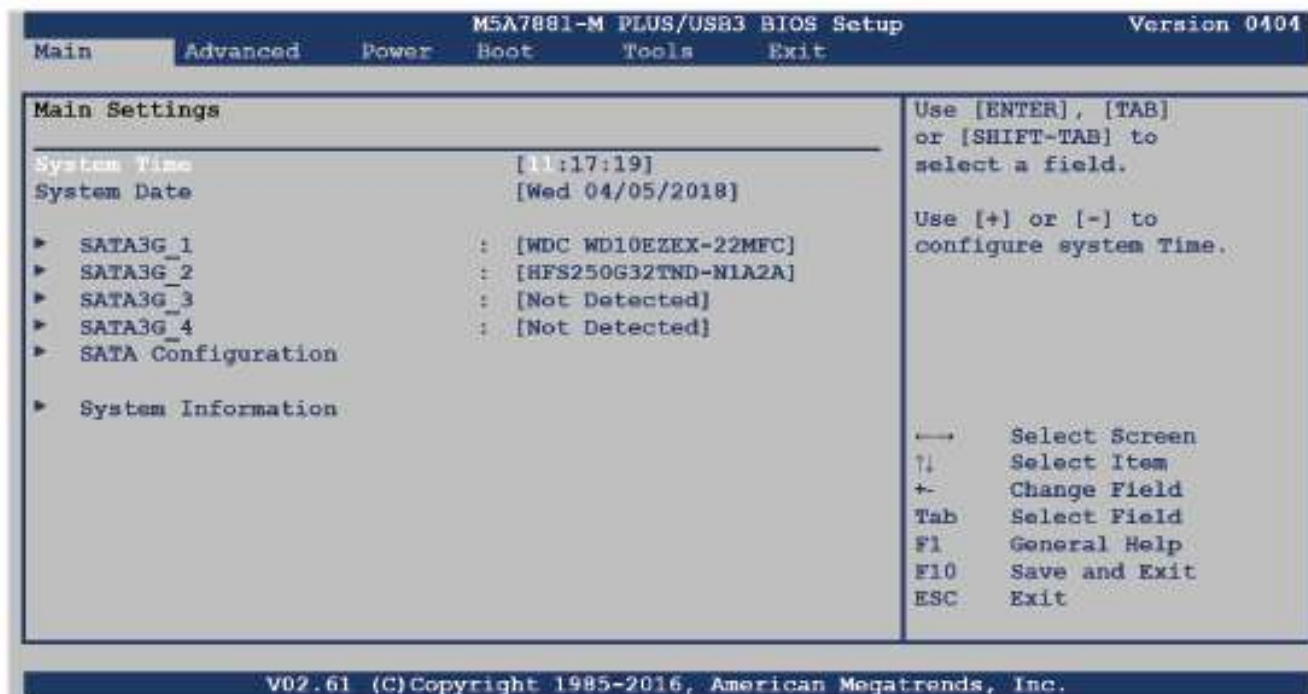 M5A7881-M PLUS/USB3 BIOS Setup Version 0404
Main Advanced Power Boot Tools Exit
Main Settings
System Time [11:17:19]
System Date [Wed 04/05/2018]
► SATA3G_1 : [WDC WD10EZEX-22MFC]
► SATA3G_2 : [HFS250G32TND-N1A2A]
► SATA3G_3 : [Not Detected]
► SATA3G_4 : [Not Detected]
► SATA Configuration
► System Information
Use [ENTER], [TAB]
or [SHIFT-TAB] to
select a field.
Use [+] or [-] to
configure system Time.
←→ Select Screen
↑↓ Select Item
+- Change Field
Tab Select Field
F1 General Help
F10 Save and Exit
ESC Exit
V02.61 (C)Copyright 1985-2016, American Megatrends, Inc.